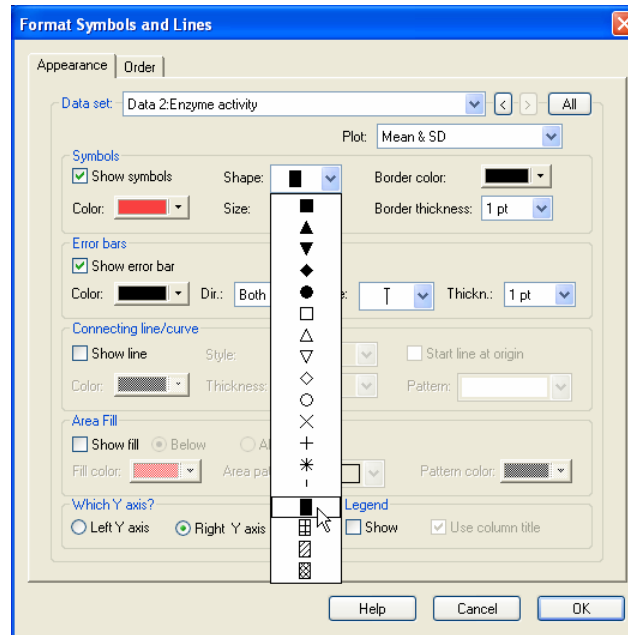 Format Symbols and Lines
Appearance Order
Data set: Data 2:Enzyme activity < > All
Plot: Mean & SD
Symbols
Show symbols Shape: Border color:
Color: Size: Border thickness: 1 pt
Error bars
Show error bar
Color: Dir.: Both Thickn.: 1 pt
Connecting line/curve
Show line Style: Start line at origin
Color: Thickness: Pattern:
Area Fill
Show fill Below
Fill color: Pattern color:
Which Y axis? Legend
Left Y axis Right Y axis Show Use column title
Help Cancel OK